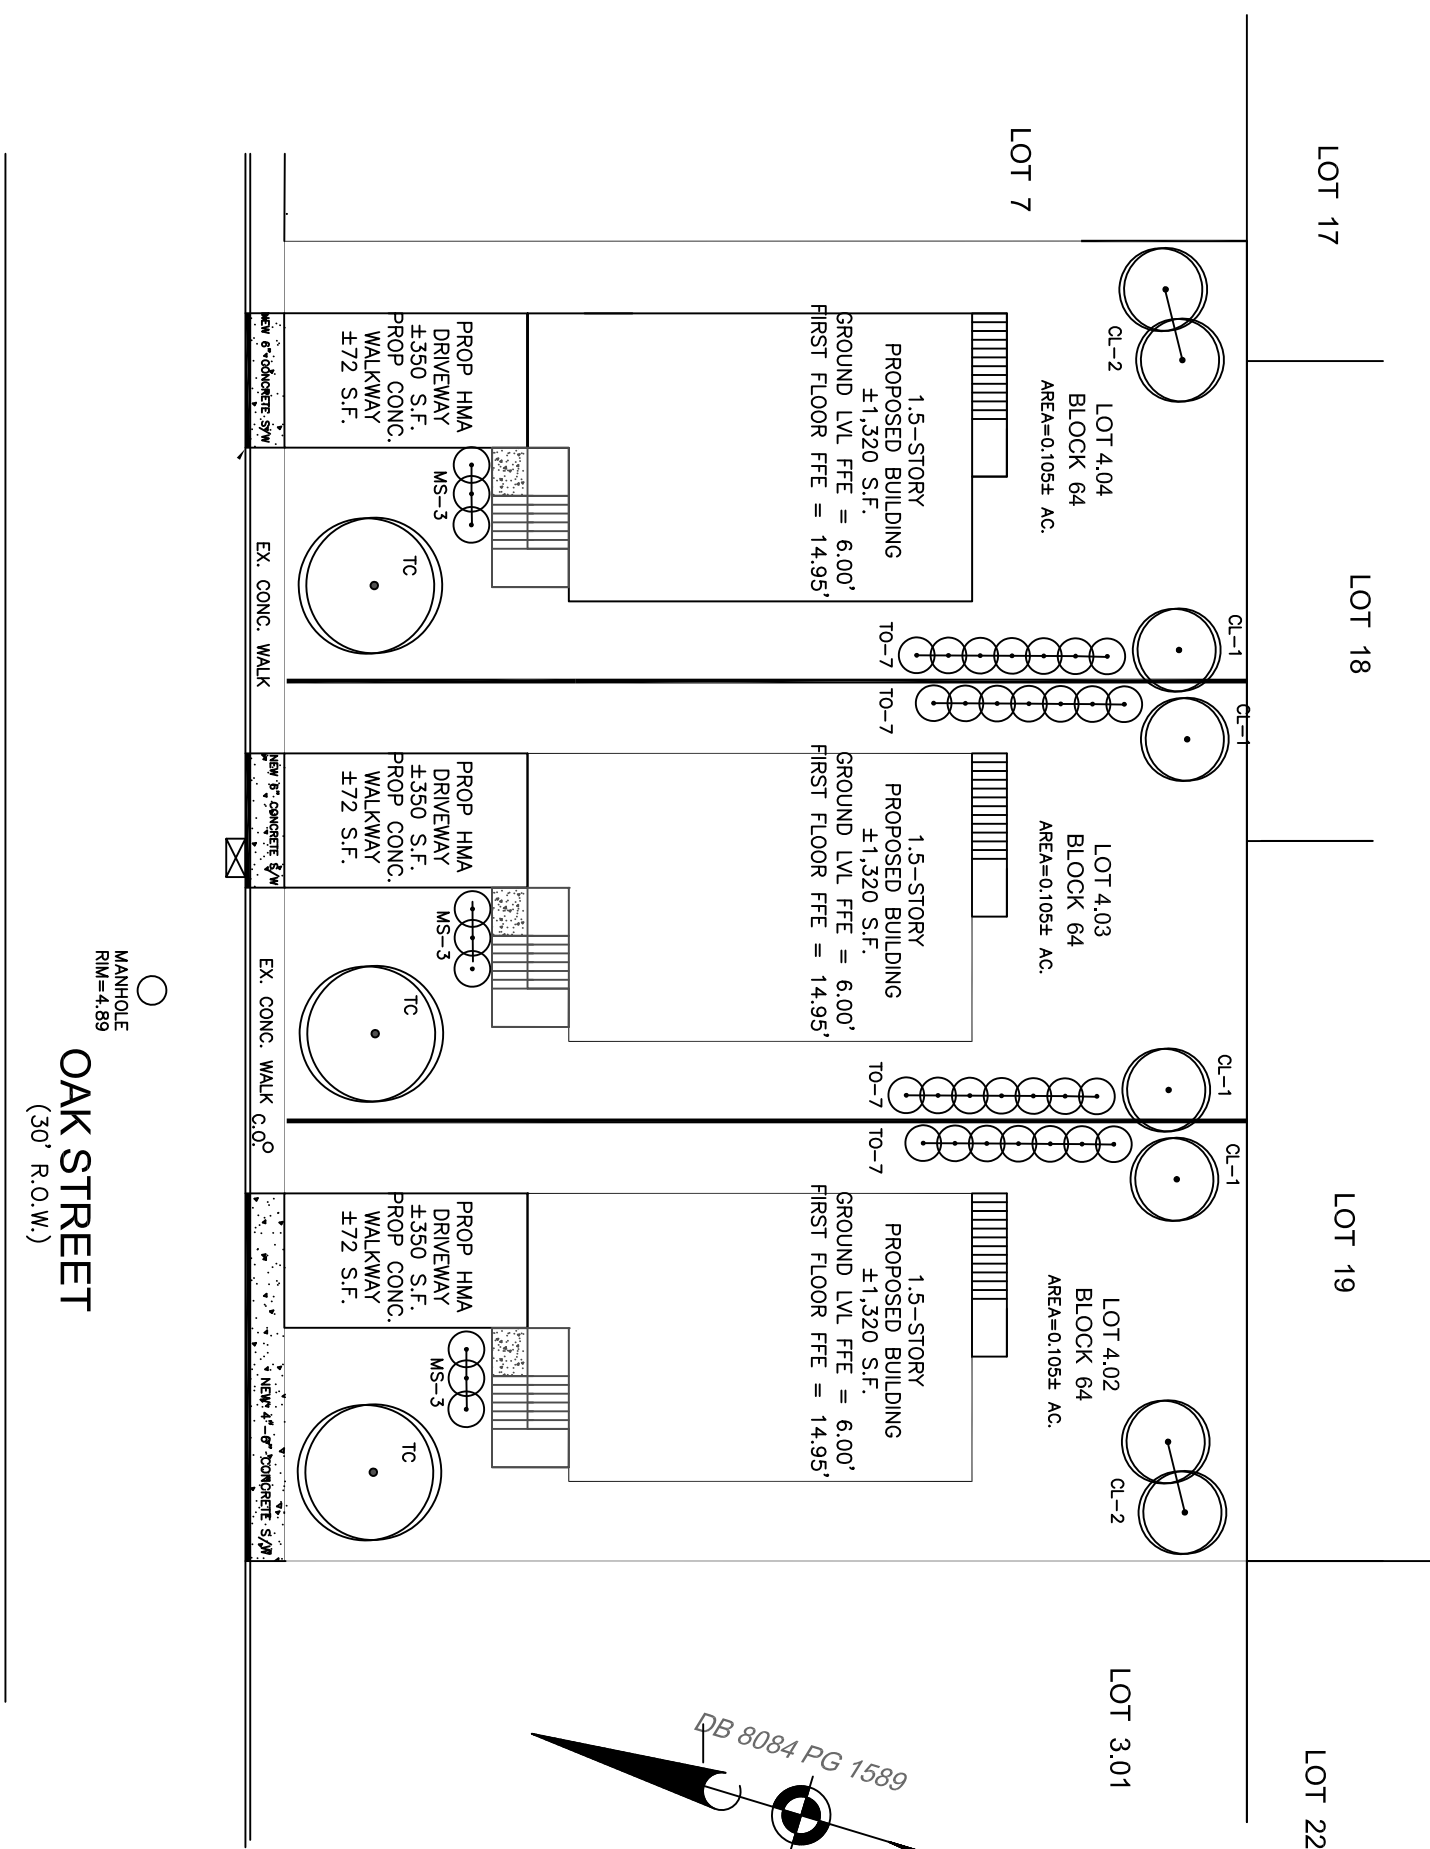 LOT 17
LOT 7
LOT 18
LOT 19
LOT 22
LOT 3.01
CL-2
LOT 4.04
BLOCK 64
AREA=0.105± AC.
1.5-STORY
PROPOSED BUILDING
±1,320 S.F.
GROUND LVL FFE = 6.00'
FIRST FLOOR FFE = 14.95'
PROP HMA
DRIVEWAY
±350 S.F.
PROP CONC.
WALKWAY
±72 S.F.
NEW 6" CONCRETE S/W
MS-3
TC
EX. CONC. WALK
CL-1
TO-7
TO-7
CL-1
LOT 4.03
BLOCK 64
AREA=0.105± AC.
1.5-STORY
PROPOSED BUILDING
±1,320 S.F.
GROUND LVL FFE = 6.00'
FIRST FLOOR FFE = 14.95'
PROP HMA
DRIVEWAY
±350 S.F.
PROP CONC.
WALKWAY
±72 S.F.
NEW 6" CONCRETE S/W
MS-3
TC
EX. CONC. WALK
C.O.
CL-1
TO-7
TO-7
CL-1
LOT 4.02
BLOCK 64
AREA=0.105± AC.
1.5-STORY
PROPOSED BUILDING
±1,320 S.F.
GROUND LVL FFE = 6.00'
FIRST FLOOR FFE = 14.95'
PROP HMA
DRIVEWAY
±350 S.F.
PROP CONC.
WALKWAY
±72 S.F.
NEW 4"-6" CONCRETE S/W
MS-3
TC
CL-2
MANHOLE
RIM=4.89
OAK STREET
(30' R.O.W.)
DB 8084 PG 1589